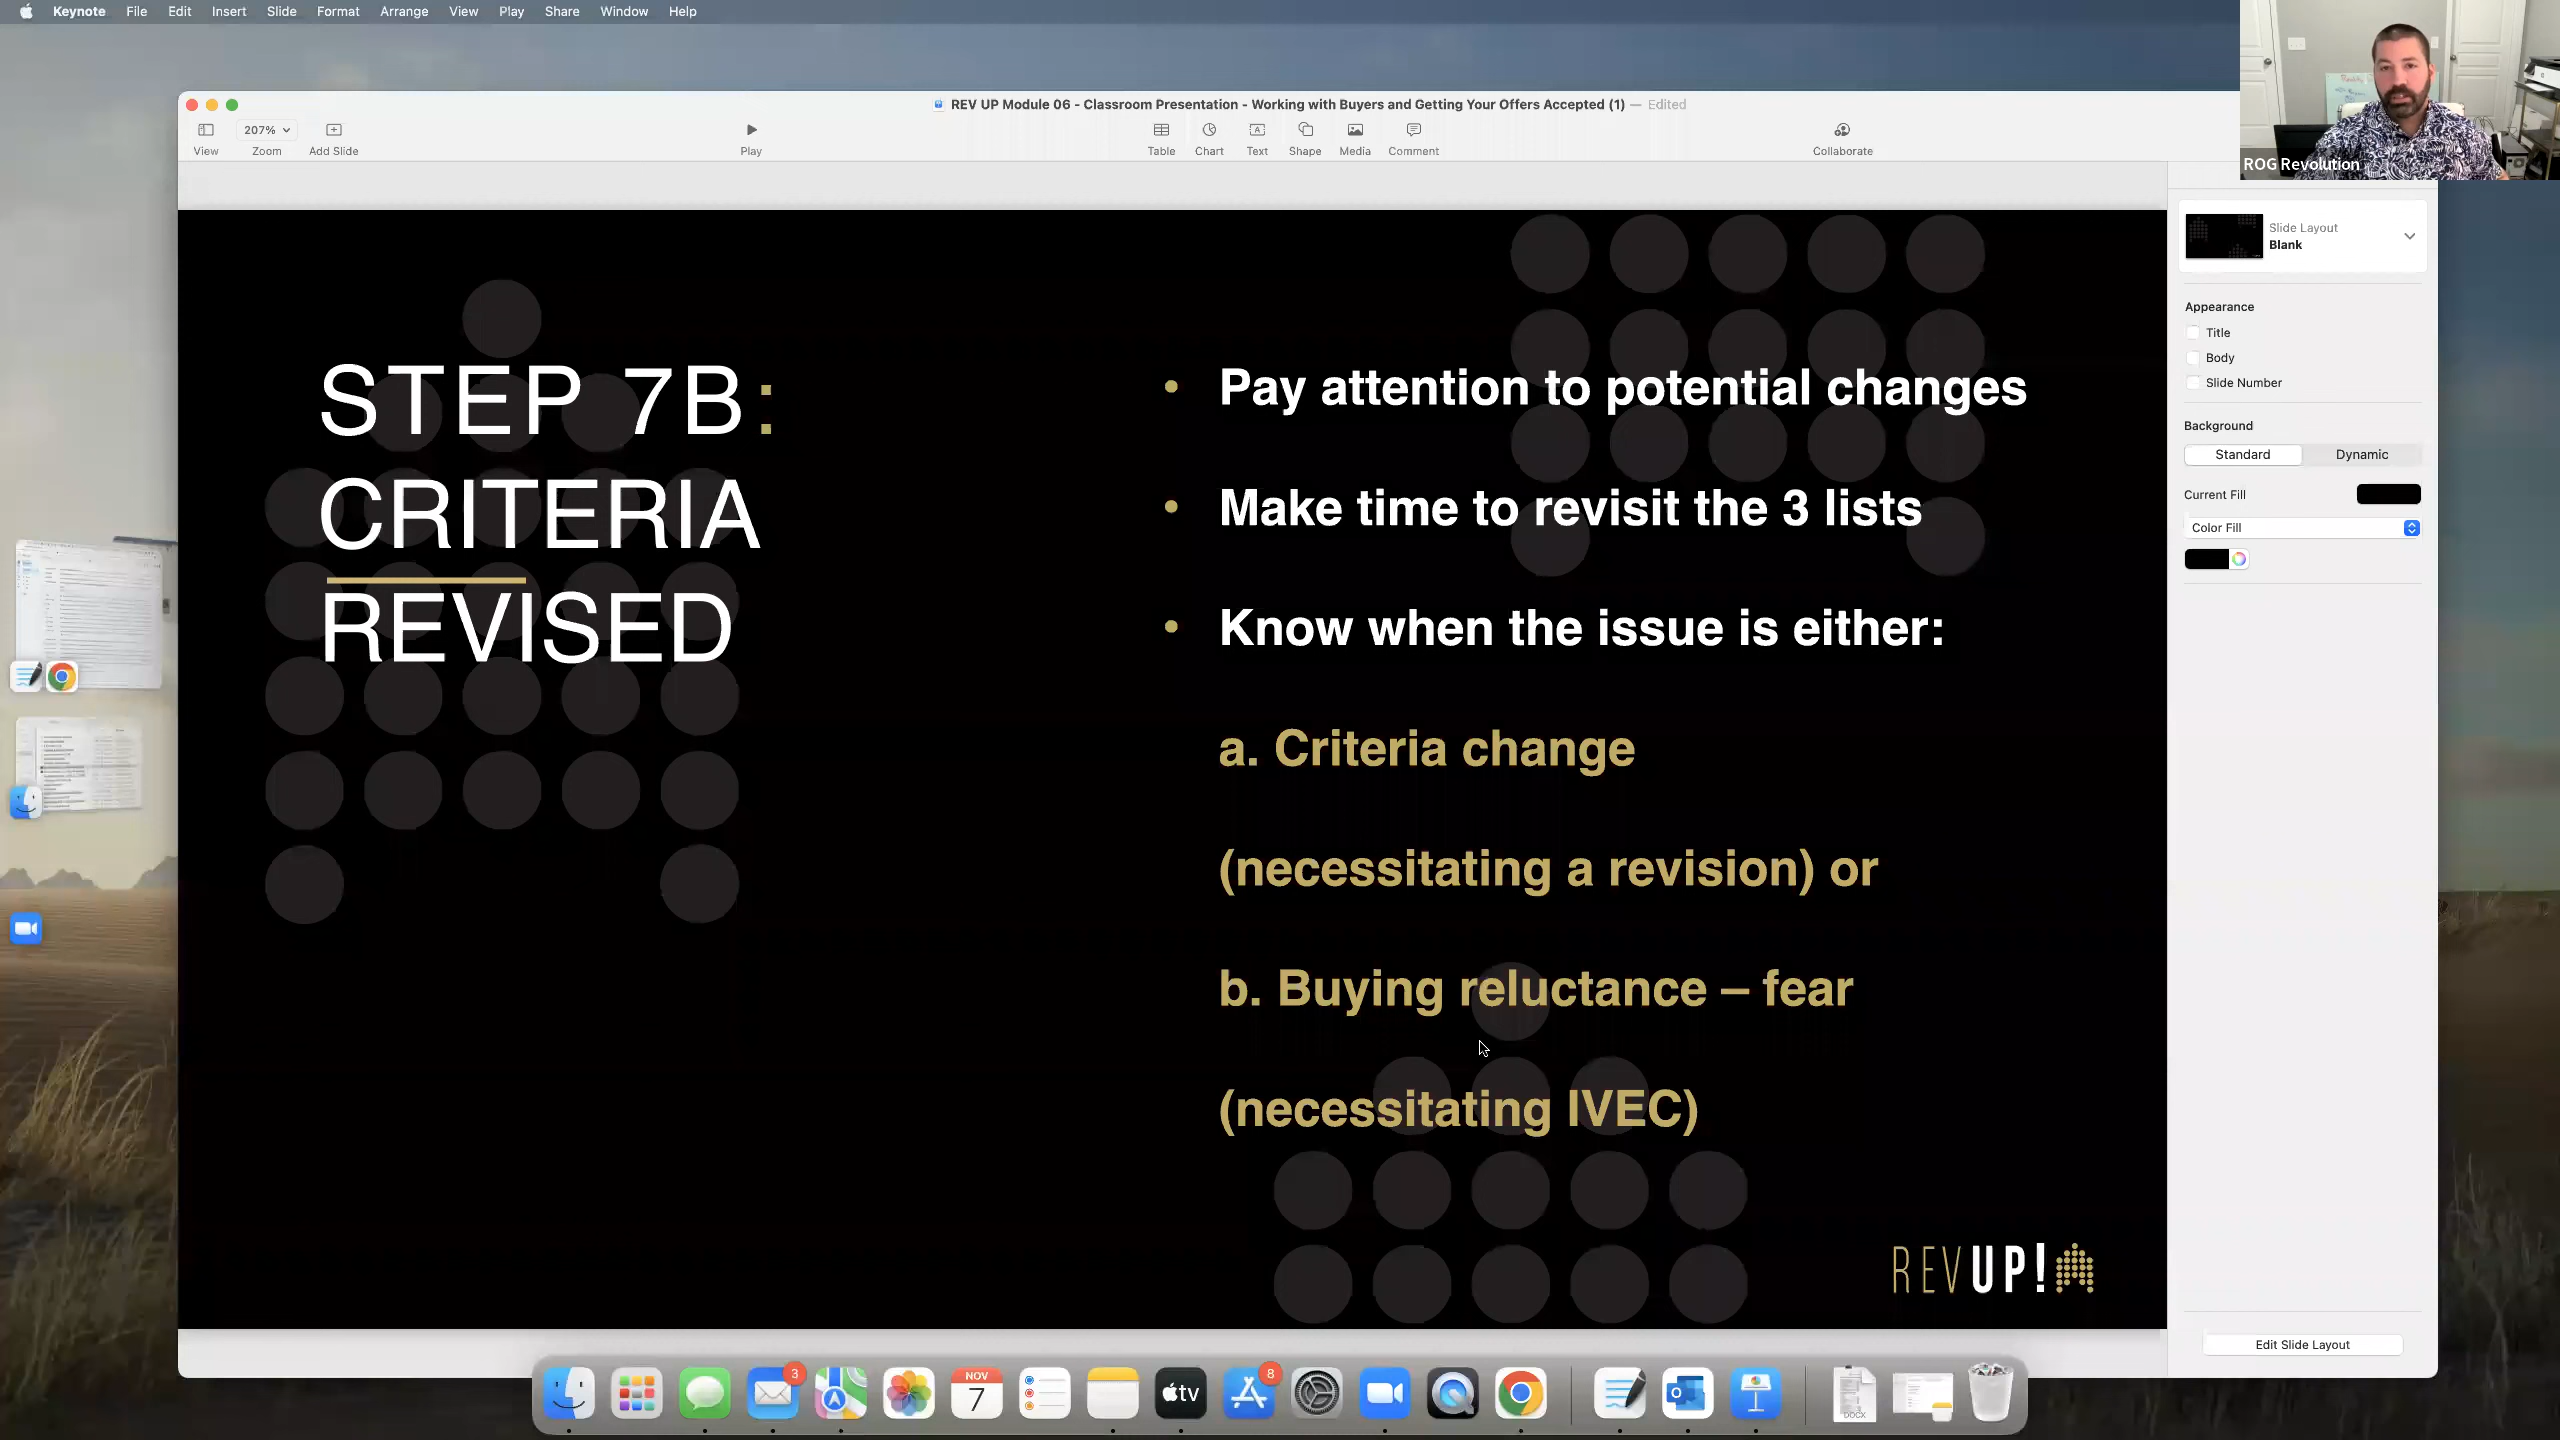 Keynote File Edit Insert Slide Format Arrange View Play Share Window Help
REV UP Module 06 - Classroom Presentation - Working with Buyers and Getting Your Offers Accepted (1) — Edited
207%
View Zoom Add Slide Play Table Chart Text Shape Media Comment Collaborate
ROG Revolution
STEP 7B:
CRITERIA
REVISED
• Pay attention to potential changes
• Make time to revisit the 3 lists
• Know when the issue is either:
a. Criteria change
(necessitating a revision) or
b. Buying reluctance – fear
(necessitating IVEC)
REVUP!
Slide Layout
Blank
Appearance
Title
Body
Slide Number
Background
Standard Dynamic
Current Fill
Color Fill
Edit Slide Layout
3
NOV
7
tv
8
DOCX